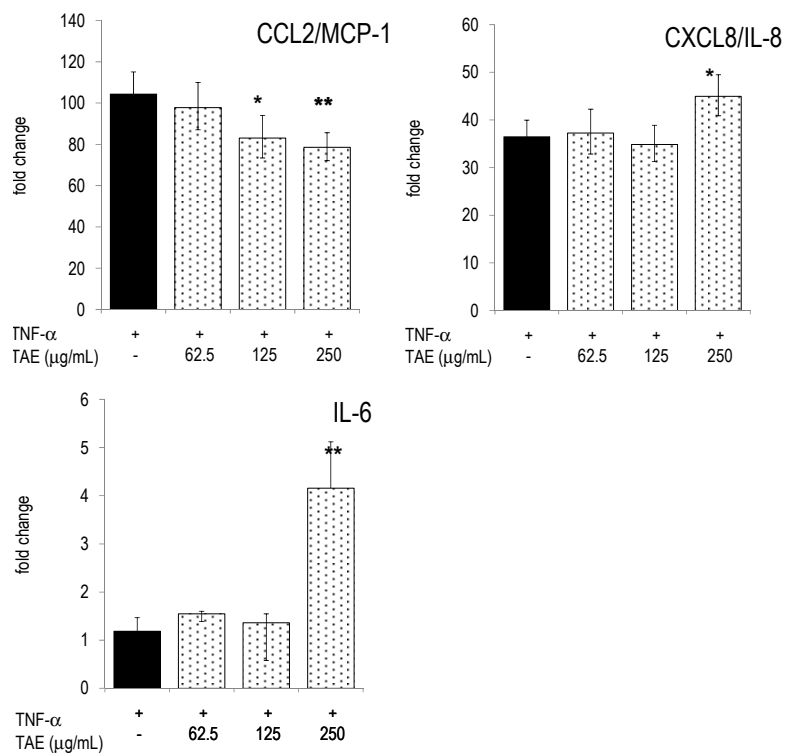 CCL2/MCP-1
140
120
100
80
60
40
20
0
fold change
* **
TNF-α + + + +
TAE (μg/mL) - 62.5 125 250
CXCL8/IL-8
60
50
40
30
20
10
0
fold change
*
TNF-α + + + +
TAE (μg/mL) - 62.5 125 250
IL-6
6
5
4
3
2
1
0
fold change
**
TNF-α + + + +
TAE (μg/mL) - 62.5 125 250